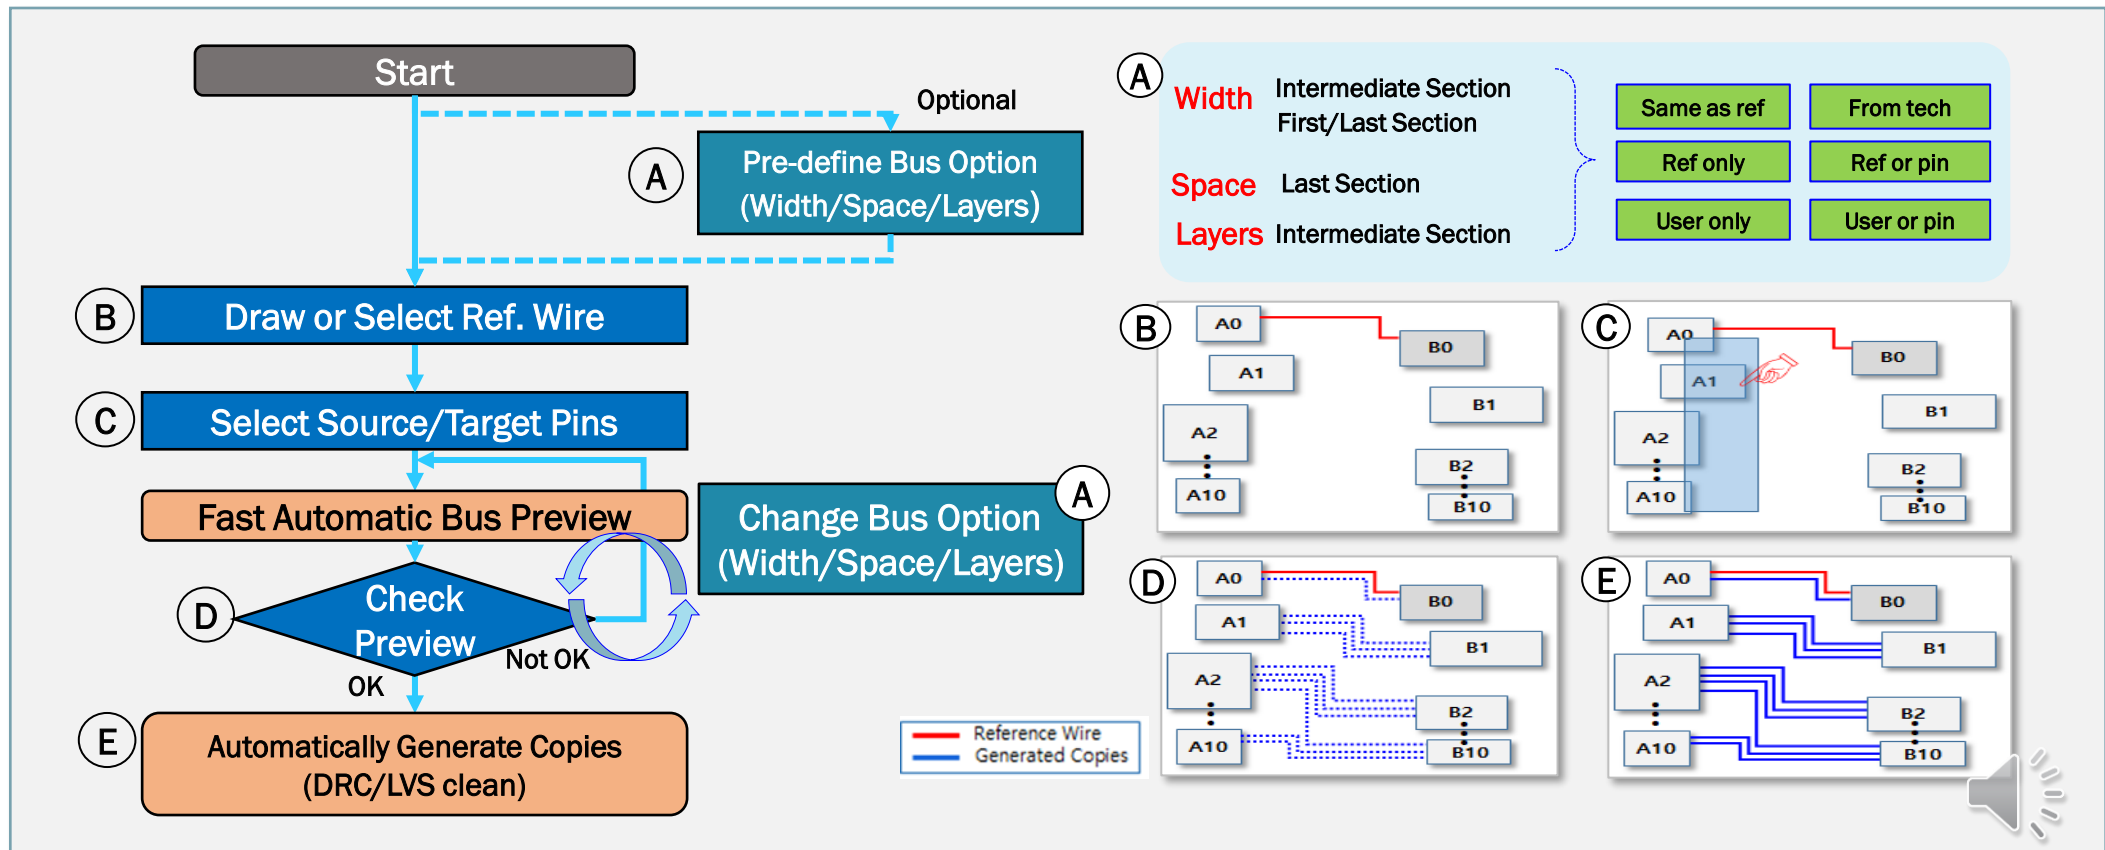 Start
Optional
A
Pre-define Bus Option
(Width/Space/Layers)
B
Draw or Select Ref. Wire
C
Select Source/Target Pins
Fast Automatic Bus Preview
A
Change Bus Option
(Width/Space/Layers)
D
Check
Preview
Not OK
OK
E
Automatically Generate Copies
(DRC/LVS clean)
A
Width
Intermediate Section
First/Last Section
Space
Last Section
Layers
Intermediate Section
Same as ref
From tech
Ref only
Ref or pin
User only
User or pin
B
A0
B0
A1
B1
A2
B2
A10
B10
C
A0
B0
A1
B1
A2
B2
A10
B10
D
A0
B0
A1
B1
A2
B2
A10
B10
E
A0
B0
A1
B1
A2
B2
A10
B10
Reference Wire
Generated Copies